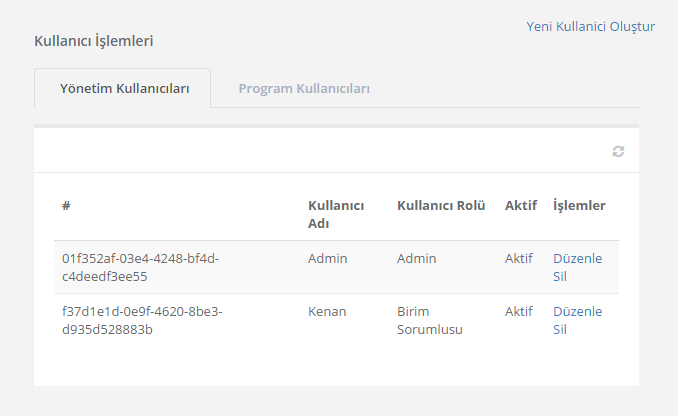 Yeni Kullanici Oluştur
Kullanıcı İşlemleri
Yönetim Kullanıcıları
Program Kullanıcıları
# Kullanıcı Adı Kullanıcı Rolü Aktif İşlemler
01f352af-03e4-4248-bf4d-c4deedf3ee55 Admin Admin Aktif Düzenle Sil
f37d1e1d-0e9f-4620-8be3-d935d528883b Kenan Birim Sorumlusu Aktif Düzenle Sil